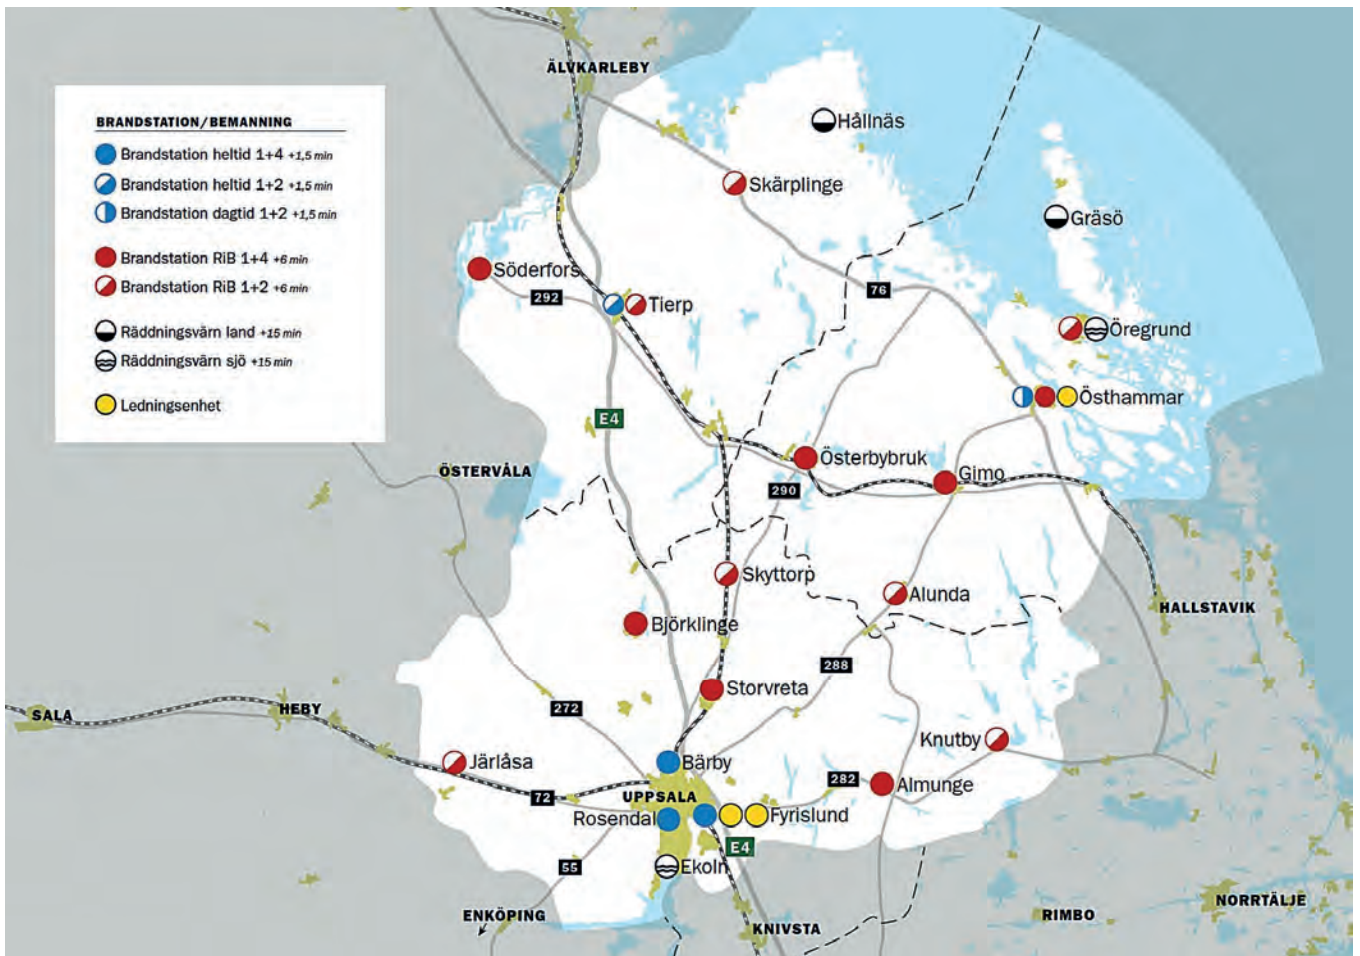 BRANDSTATION/BEMANNING
Brandstation heltid 1+4 +1,5 min
Brandstation heltid 1+2 +1,5 min
Brandstation dagtid 1+2 +1,5 min
Brandstation RiB 1+4 +6 min
Brandstation RiB 1+2 +6 min
Räddningsvärn land +15 min
Räddningsvärn sjö +15 min
Ledningsenhet
ÄLVKARLEBY
Hållnäs
Skärplinge
Gräsö
Söderfors
292
76
Tierp
Öregrund
Östhammar
E4
Österbybruk
ÖSTERVÅLA
Gimo
290
Skyttorp
Alunda
HALLSTAVIK
Björklinge
288
Storvreta
272
HEBY
SALA
Knutby
Järlåsa
Bärby
282
Almunge
72
UPPSALA
Rosendal
Fyrislund
E4
55
Ekoln
ENKÖPING
KNIVSTA
RIMBO
NORRTÄLJE